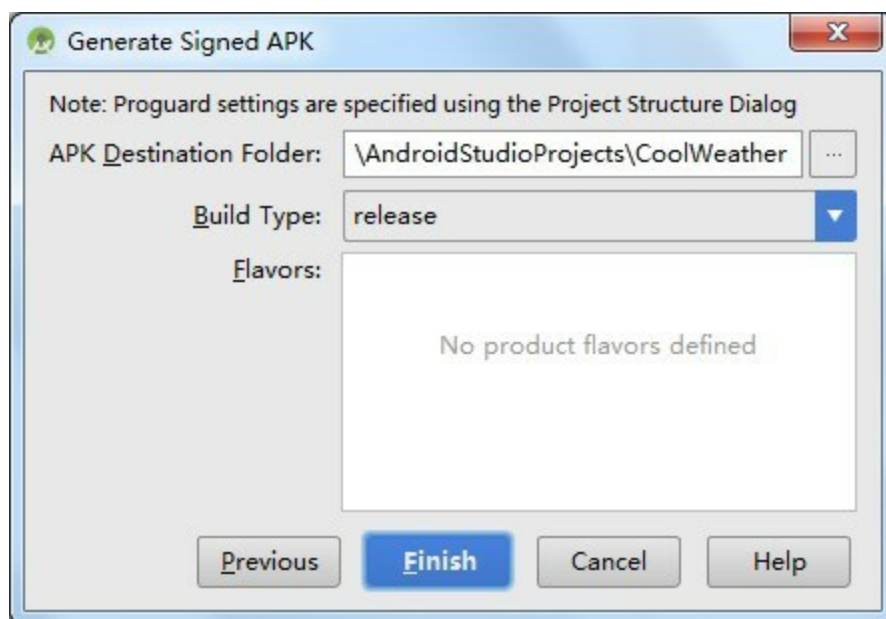 Generate Signed APK
Note: Proguard settings are specified using the Project Structure Dialog
APK Destination Folder: \AndroidStudioProjects\CoolWeather ...
Build Type: release
Flavors:
No product flavors defined
Previous Finish Cancel Help